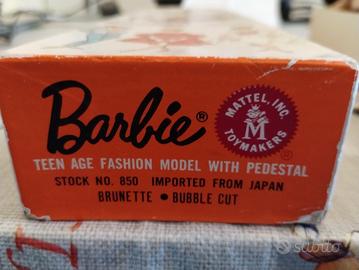 Barbie®
MATTEL, INC.
M
TOYMAKERS
®
TEEN AGE FASHION MODEL WITH PEDESTAL
STOCK NO. 850 IMPORTED FROM JAPAN
BRUNETTE • BUBBLE CUT
subito